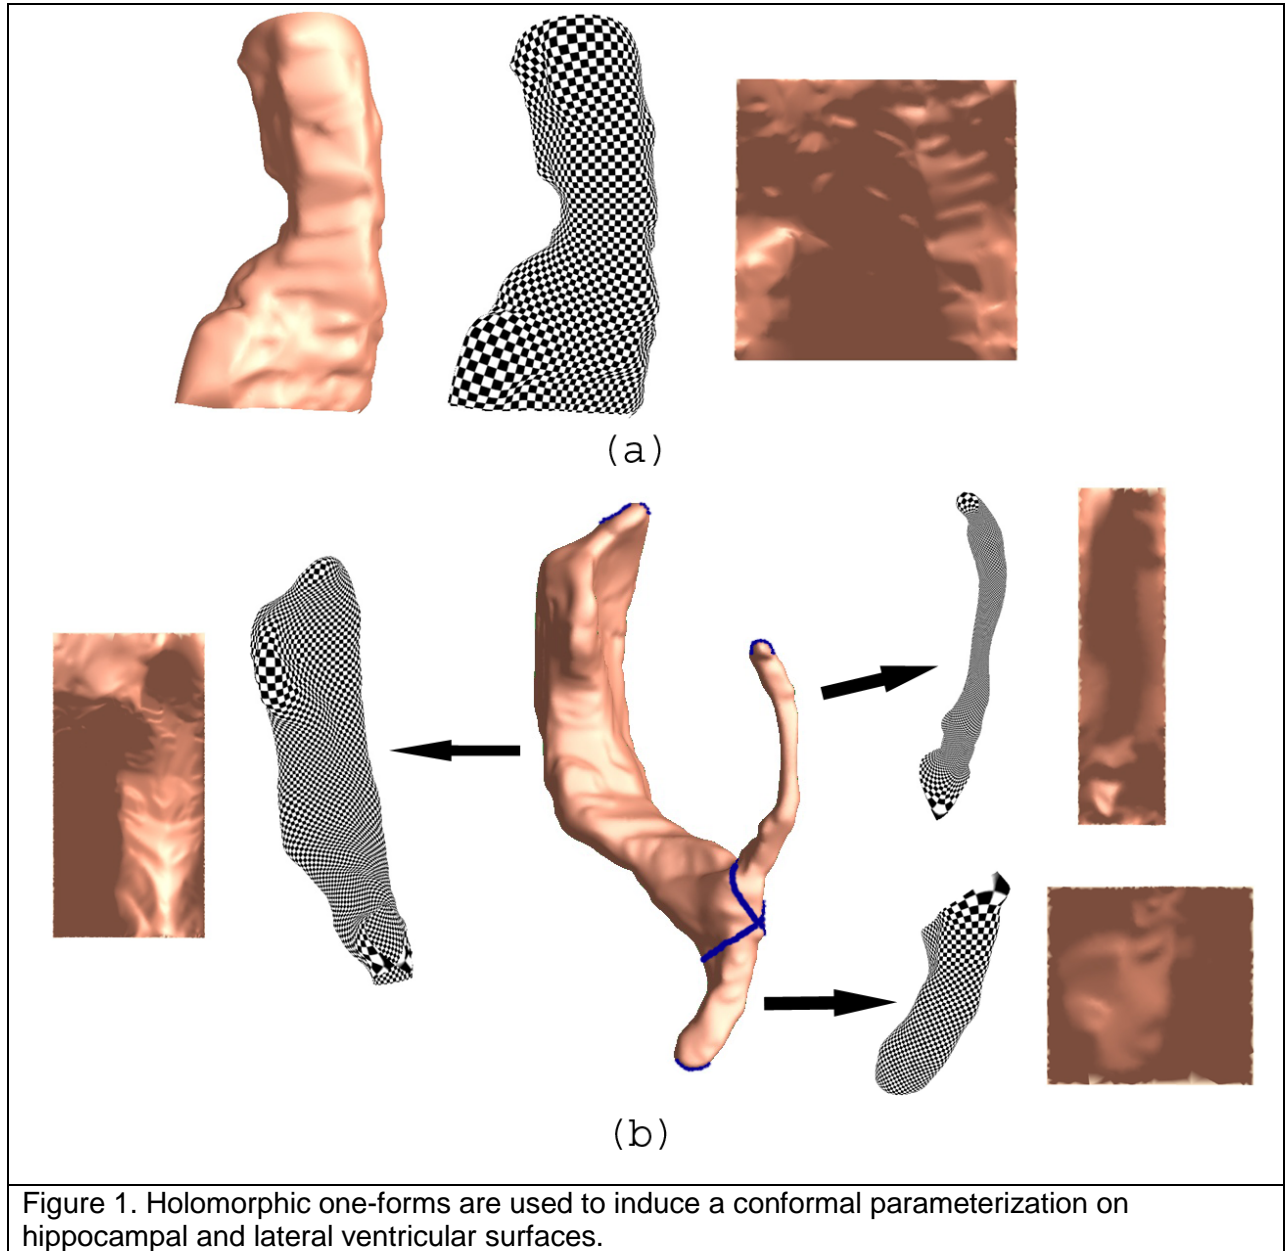 (a)
(b)
Figure 1. Holomorphic one-forms are used to induce a conformal parameterization on
hippocampal and lateral ventricular surfaces.